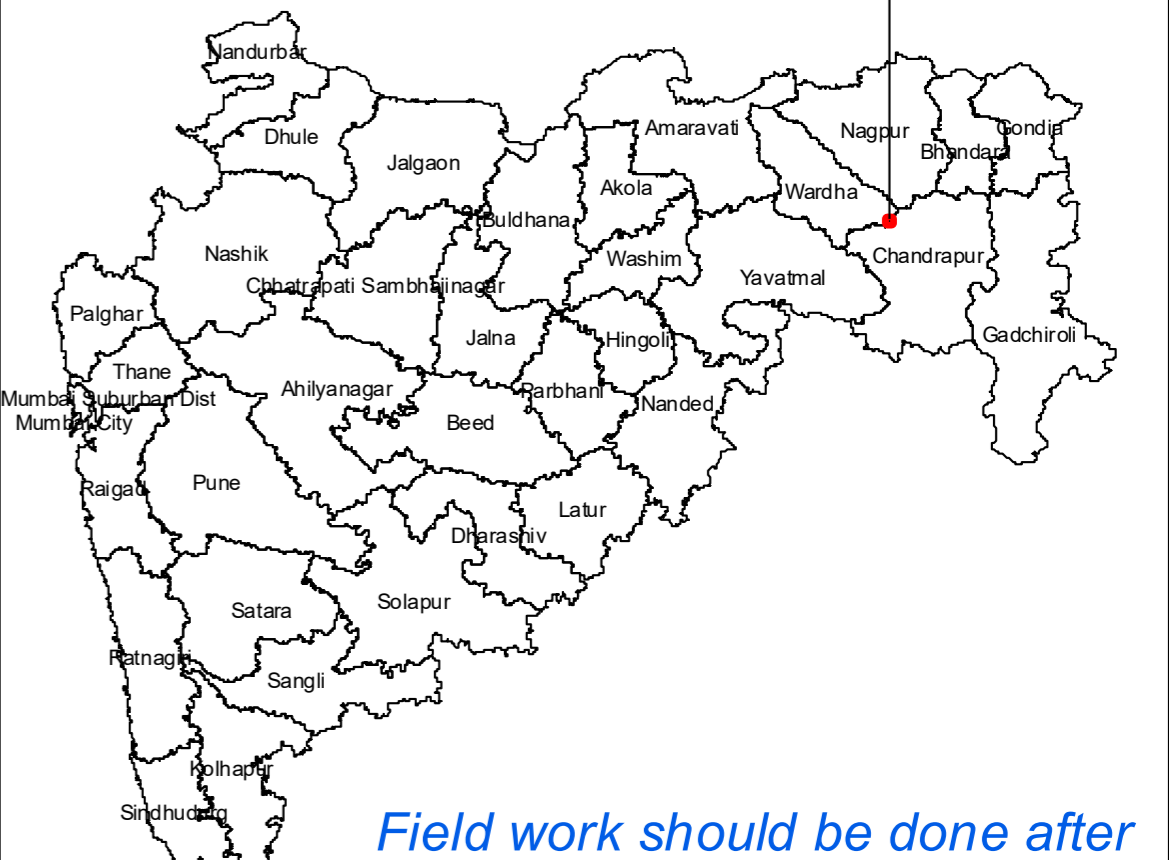 Nandurbar
Dhule
Jalgaon
Amaravati
Nagpur
Gondia
Bhandara
Akola
Wardha
Buldhana
Nashik
Washim
Chandrapur
Yavatmal
Chhatrapati Sambhajinagar
Palghar
Jalna
Hingoli
Gadchiroli
Thane
Ahilyanagar
Parbhani
Mumbai Suburban Dist
Nanded
Mumbai City
Beed
Pune
Raigad
Latur
Dharashiv
Solapur
Satara
Ratnagiri
Sangli
Kolhapur
Sindhudurg
Field work should be done after